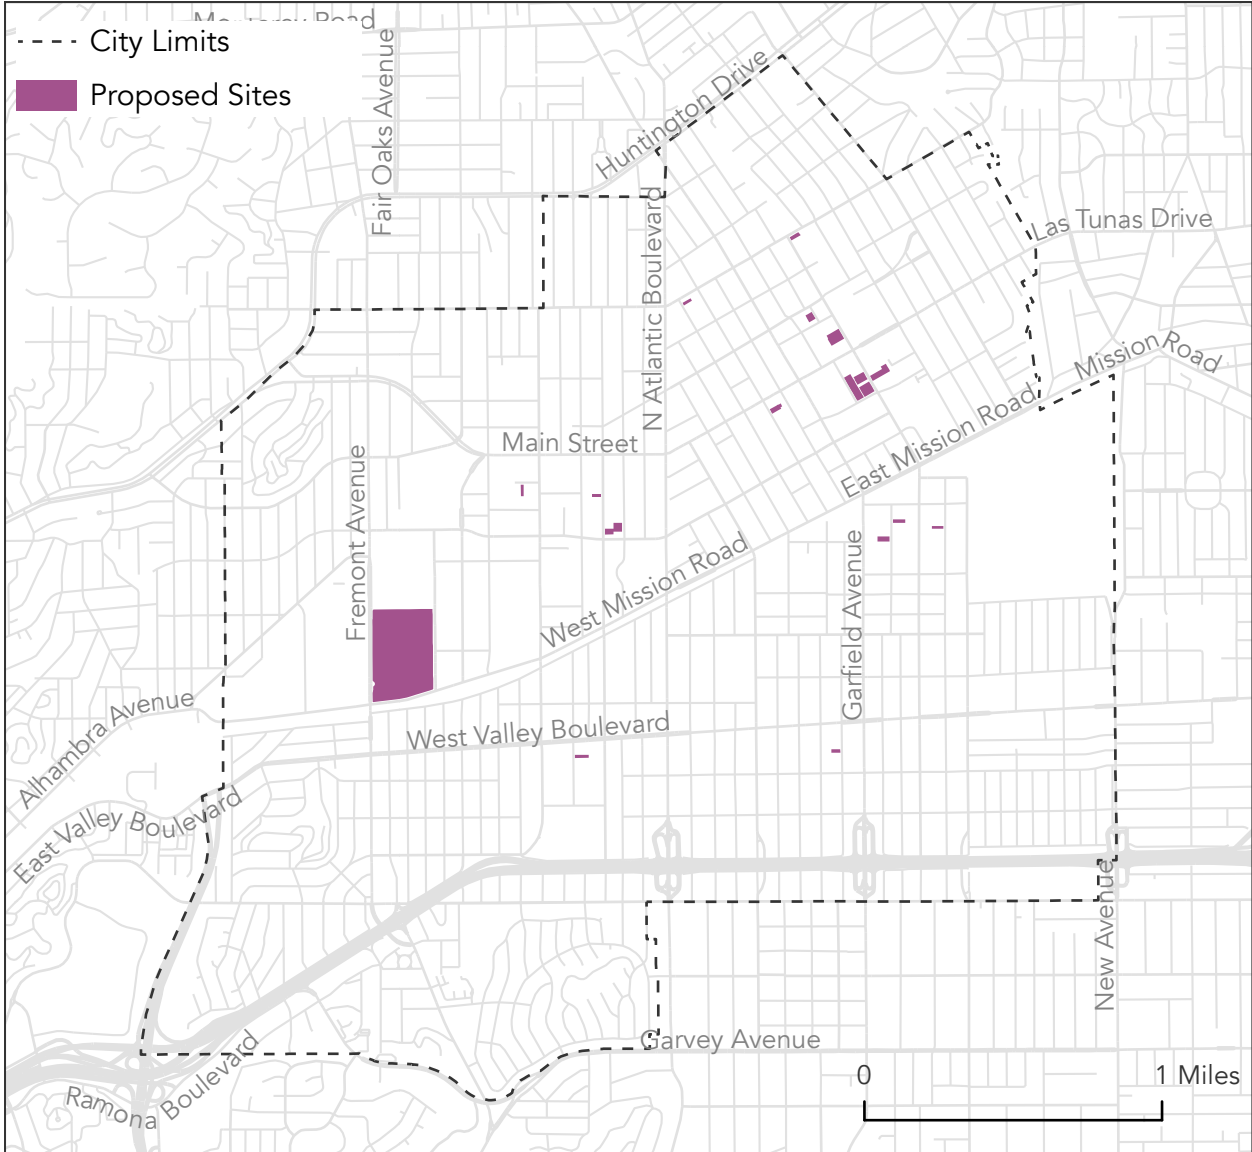 Monterey Road
City Limits
Proposed Sites
Fair Oaks Avenue
Huntington Drive
N Atlantic Boulevard
Las Tunas Drive
Mission Road
East Mission Road
Main Street
Fremont Avenue
West Mission Road
Garfield Avenue
Alhambra Avenue
West Valley Boulevard
East Valley Boulevard
New Avenue
Garvey Avenue
Ramona Boulevard
0 1 Miles